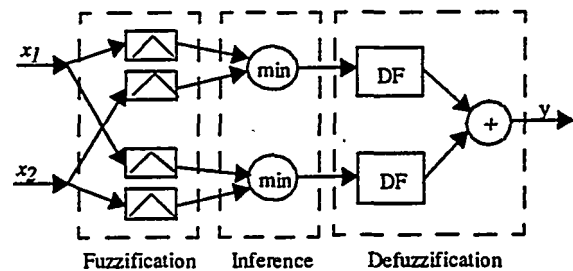 x1
min
DF
y
+
x2
min
DF
Fuzzification
Inference
Defuzzification